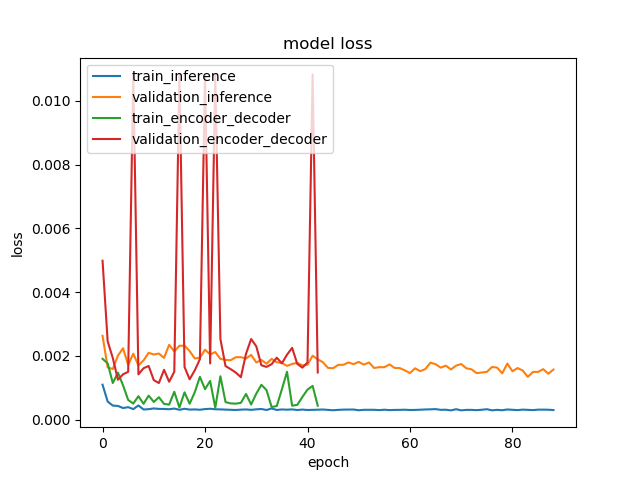 model loss
train_inference
validation_inference
train_encoder_decoder
validation_encoder_decoder
loss
0.010
0.008
0.006
0.004
0.002
0.000
0 20 40 60 80
epoch